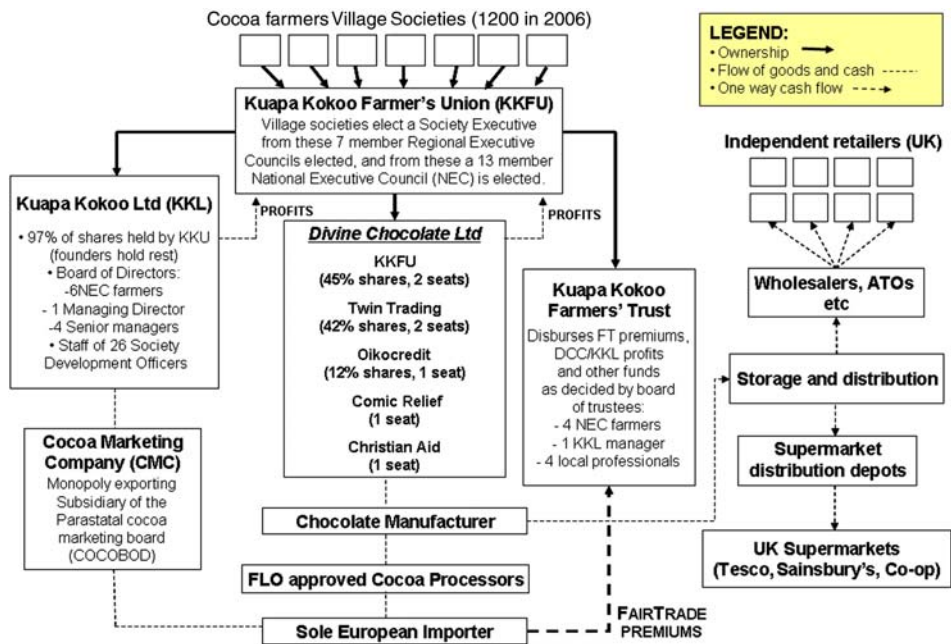 Cocoa farmers Village Societies (1200 in 2006)
LEGEND:
• Ownership
• Flow of goods and cash
• One way cash flow
Kuapa Kokoo Farmer's Union (KKFU)
Village societies elect a Society Executive
from these 7 member Regional Executive
Councils elected, and from these a 13 member
National Executive Council (NEC) is elected.
Independent retailers (UK)
Kuapa Kokoo Ltd (KKL)
• 97% of shares held by KKU
(founders hold rest)
• Board of Directors:
-6NEC farmers
- 1 Managing Director
-4 Senior managers
• Staff of 26 Society
Development Officers
PROFITS
Divine Chocolate Ltd
KKFU
(45% shares, 2 seats)
Twin Trading
(42% shares, 2 seats)
Oikocredit
(12% shares, 1 seat)
Comic Relief
(1 seat)
Christian Aid
(1 seat)
PROFITS
Kuapa Kokoo
Farmers' Trust
Disburses FT premiums,
DCC/KKL profits
and other funds
as decided by board
of trustees:
- 4 NEC farmers
- 1 KKL manager
- 4 local professionals
Wholesalers, ATOs
etc
Storage and distribution
Supermarket
distribution depots
UK Supermarkets
(Tesco, Sainsbury's, Co-op)
Cocoa Marketing
Company (CMC)
Monopoly exporting
Subsidiary of the
Parastatal cocoa
marketing board
(COCOBOD)
Chocolate Manufacturer
FLO approved Cocoa Processors
Sole European Importer
FAIRTRADE
PREMIUMS